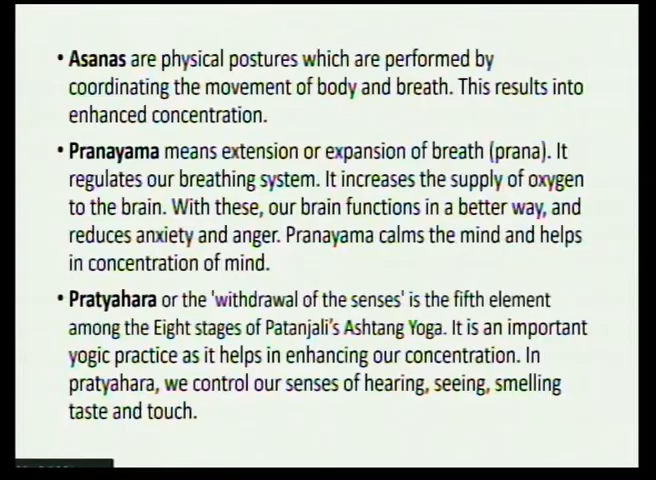 • Asanas are physical postures which are performed by
coordinating the movement of body and breath. This results into
enhanced concentration.
• Pranayama means extension or expansion of breath (prana). It
regulates our breathing system. It increases the supply of oxygen
to the brain. With these, our brain functions in a better way, and
reduces anxiety and anger. Pranayama calms the mind and helps
in concentration of mind.
• Pratyahara or the 'withdrawal of the senses' is the fifth element
among the Eight stages of Patanjali's Ashtang Yoga. It is an important
yogic practice as it helps in enhancing our concentration. In
pratyahara, we control our senses of hearing, seeing, smelling
taste and touch.